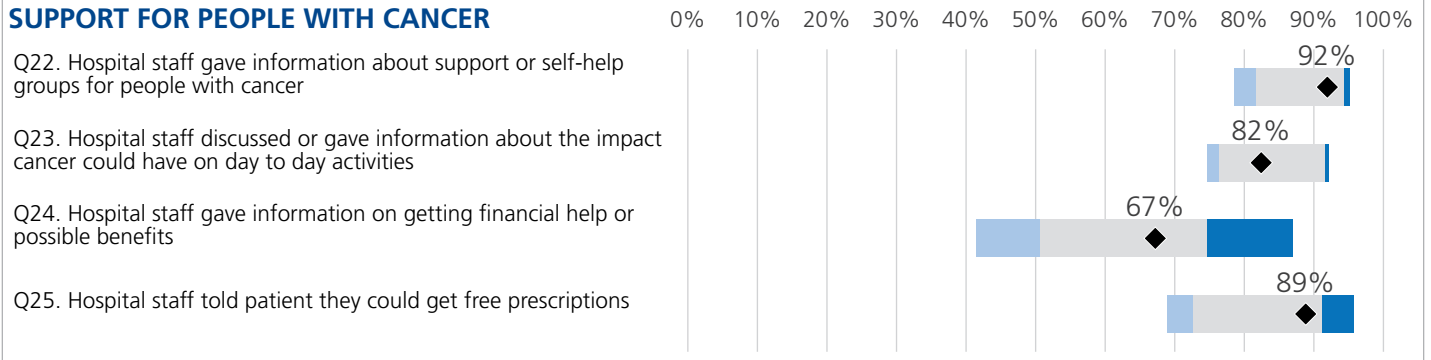 SUPPORT FOR PEOPLE WITH CANCER
0% 10% 20% 30% 40% 50% 60% 70% 80% 90% 100%
Q22. Hospital staff gave information about support or self-help
groups for people with cancer
92%
Q23. Hospital staff discussed or gave information about the impact
cancer could have on day to day activities
82%
Q24. Hospital staff gave information on getting financial help or
possible benefits
67%
Q25. Hospital staff told patient they could get free prescriptions
89%